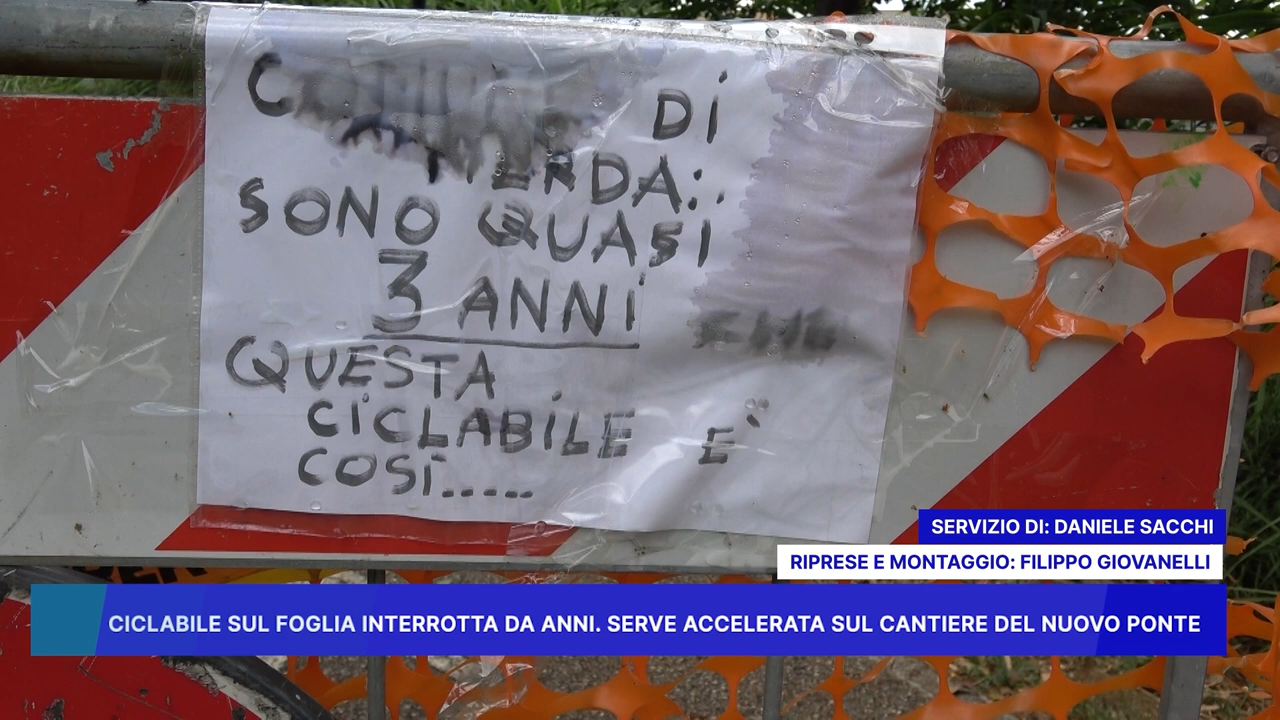 DI
SONO QUASI
3 ANNI
QUESTA
CICLABILE E`
COSÌ.....
SERVIZIO DI: DANIELE SACCHI
RIPRESE E MONTAGGIO: FILIPPO GIOVANELLI
CICLABILE SUL FOGLIA INTERROTTA DA ANNI. SERVE ACCELERATA SUL CANTIERE DEL NUOVO PONTE